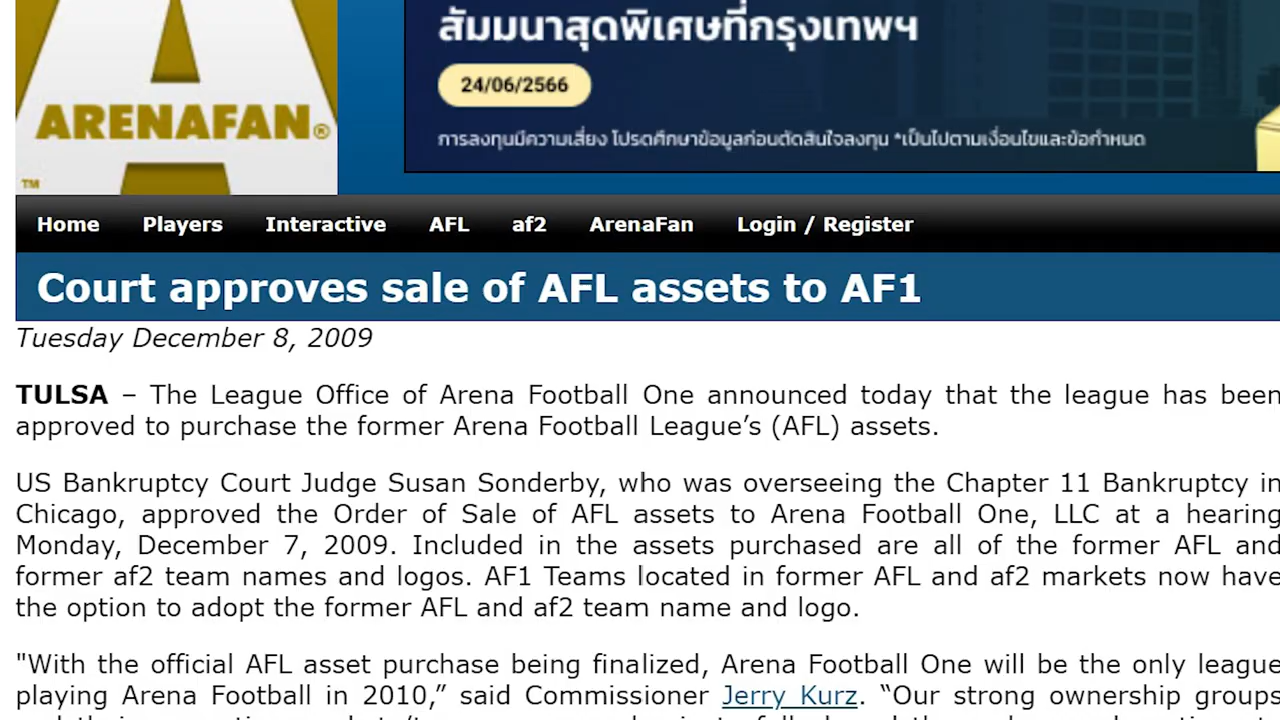 สัมมนาสุดพิเศษที่กรุงเทพฯ
24/06/2566
การลงทุนมีความเสี่ยง โปรดศึกษาข้อมูลก่อนตัดสินใจลงทุน *เป็นไปตามเงื่อนไขและข้อกำหนด
ARENAFAN®
TM
Home Players Interactive AFL af2 ArenaFan Login / Register
Court approves sale of AFL assets to AF1
Tuesday December 8, 2009
TULSA – The League Office of Arena Football One announced today that the league has been
approved to purchase the former Arena Football League’s (AFL) assets.
US Bankruptcy Court Judge Susan Sonderby, who was overseeing the Chapter 11 Bankruptcy in
Chicago, approved the Order of Sale of AFL assets to Arena Football One, LLC at a hearing
Monday, December 7, 2009. Included in the assets purchased are all of the former AFL and
former af2 team names and logos. AF1 Teams located in former AFL and af2 markets now have
the option to adopt the former AFL and af2 team name and logo.
"With the official AFL asset purchase being finalized, Arena Football One will be the only league
playing Arena Football in 2010,” said Commissioner Jerry Kurz. “Our strong ownership groups